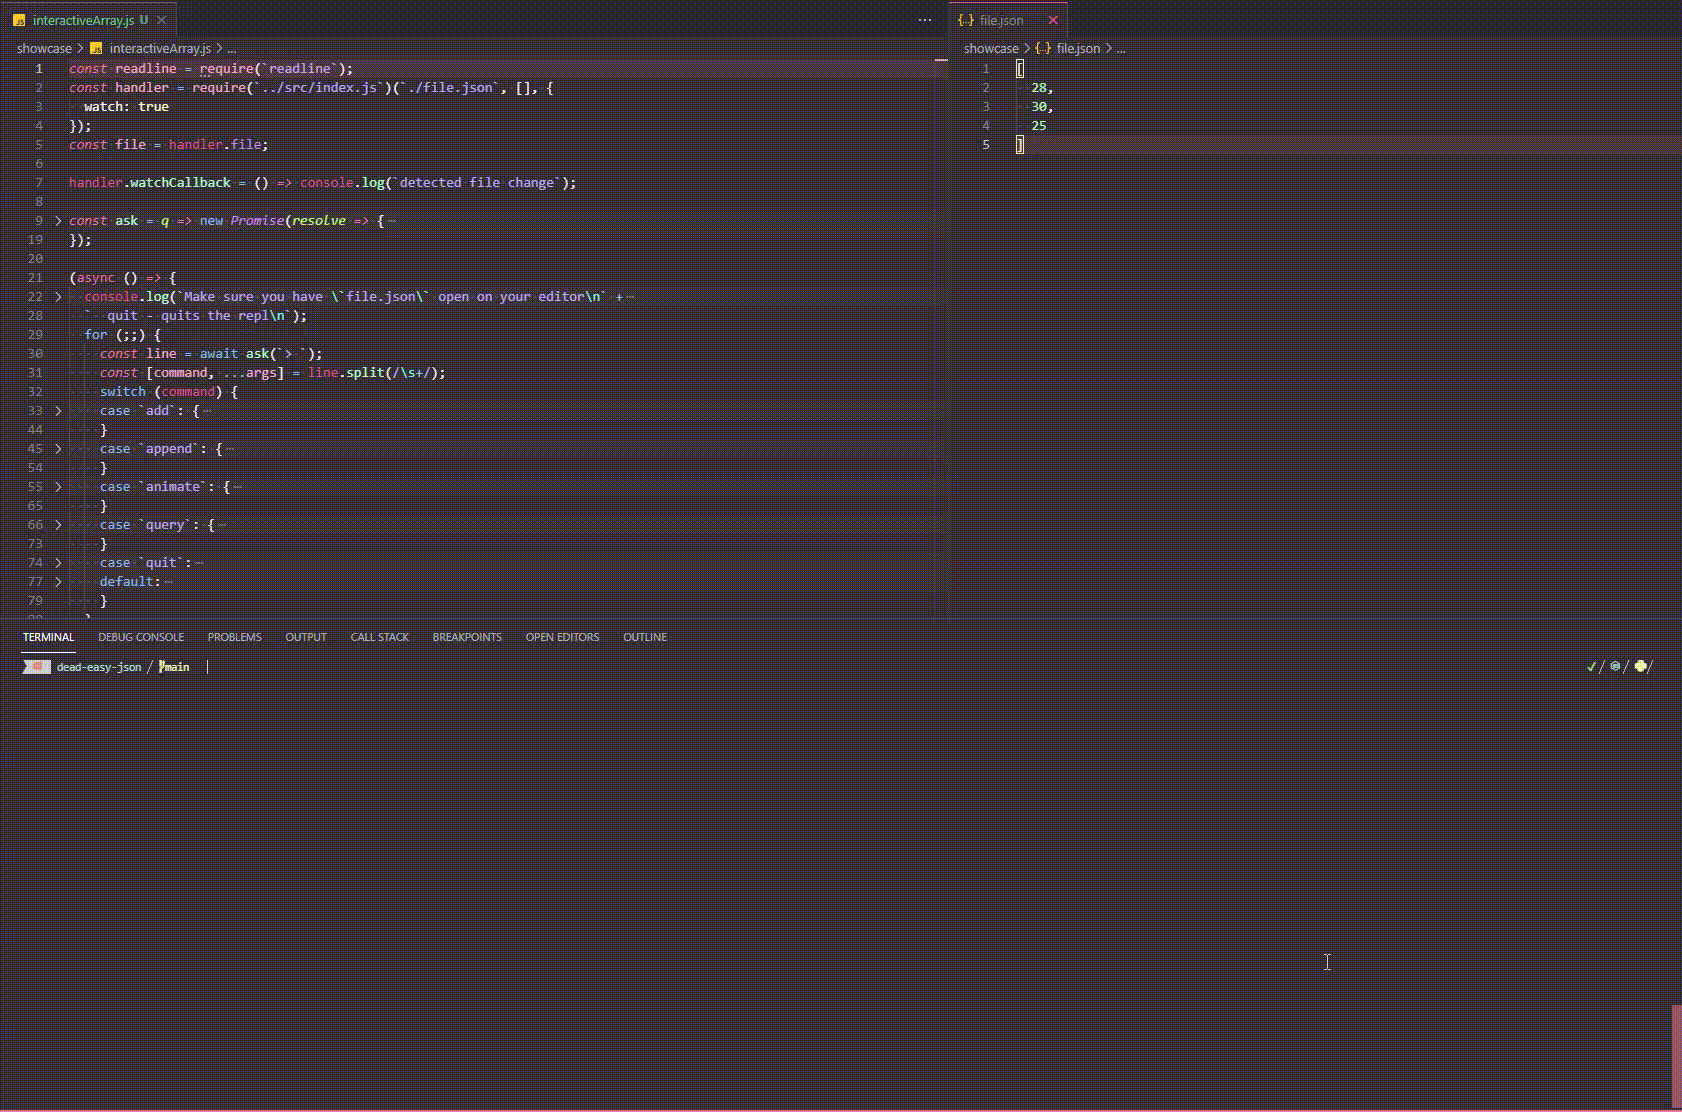 interactiveArray.js U
showcase > interactiveArray.js > ...
1 const readline = require(`readline`);
2 const handler = require(`../src/index.js`)(`./file.json`, [], {
3 watch: true
4 });
5 const file = handler.file;
6
7 handler.watchCallback = () => console.log(`detected file change`);
8
9 const ask = q => new Promise(resolve => {
19 });
20
21 (async () => {
22 console.log(`Make sure you have \`file.json\` open on your editor\n` +
28 ` quit - quits the repl\n`);
29 for (;;) {
30 const line = await ask(`> `);
31 const [command, ...args] = line.split(/\s+/);
32 switch (command) {
33 case `add`: {
44 }
45 case `append`: {
54 }
55 case `animate`: {
65 }
66 case `query`: {
73 }
74 case `quit`:
77 default:
79 }
file.json
showcase > {..} file.json > ...
1 [
2 28,
3 30,
4 25
5 ]
TERMINAL DEBUG CONSOLE PROBLEMS OUTPUT CALL STACK BREAKPOINTS OPEN EDITORS OUTLINE
dead-easy-json / main